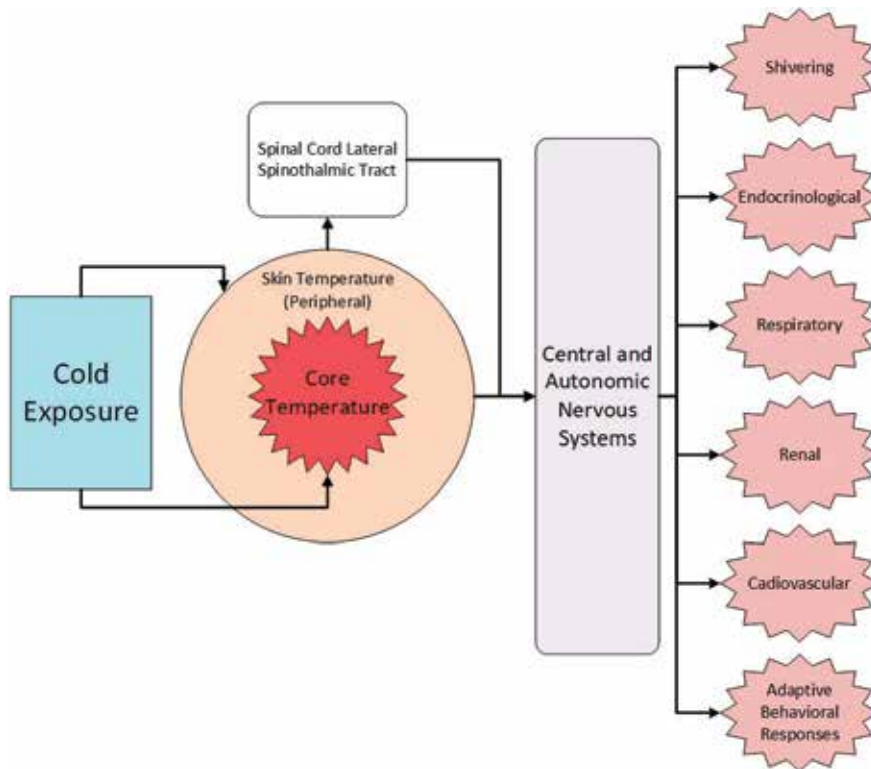 Cold
Exposure
Spinal Cord Lateral
Spinothalmic Tract
Skin Temperature
(Peripheral)
Core
Temperature
Central and
Autonomic
Nervous
Systems
Shivering
Endocrinological
Respiratory
Renal
Cadiovascular
Adaptive
Behavioral
Responses